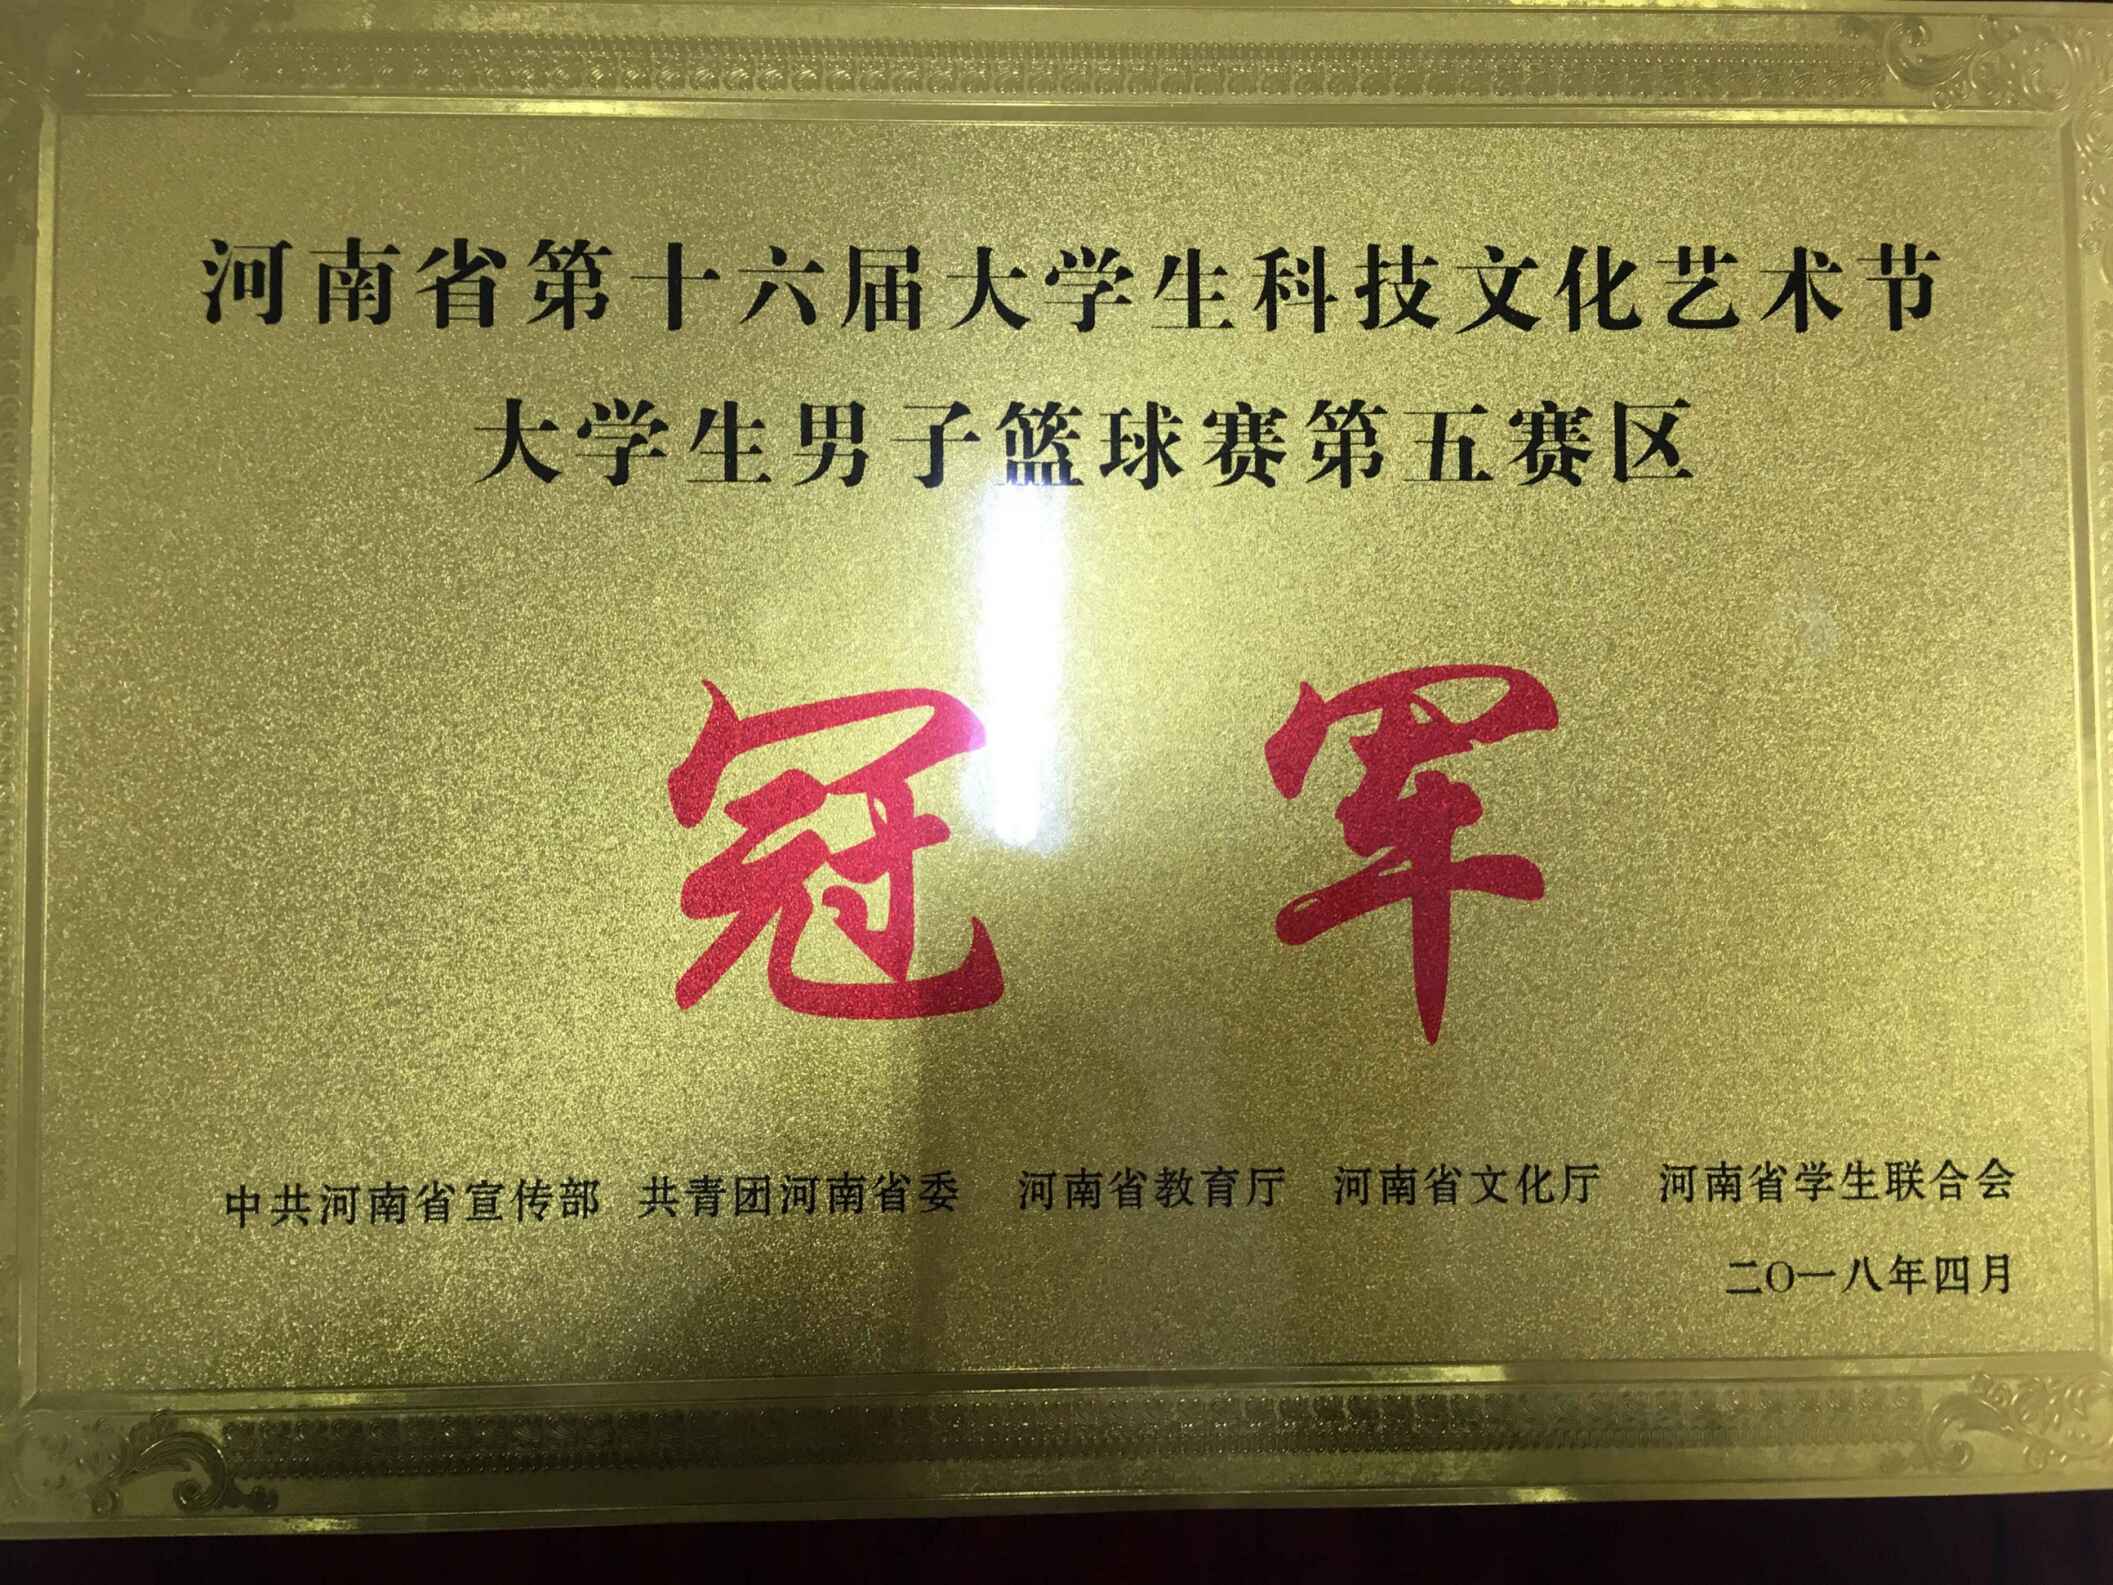 河南省第十六届大学生科技文化艺术节
大学生男子篮球赛第五赛区
冠军
中共河南省宣传部 共青团河南省委 河南省教育厅 河南省文化厅 河南省学生联合会
二〇一八年四月